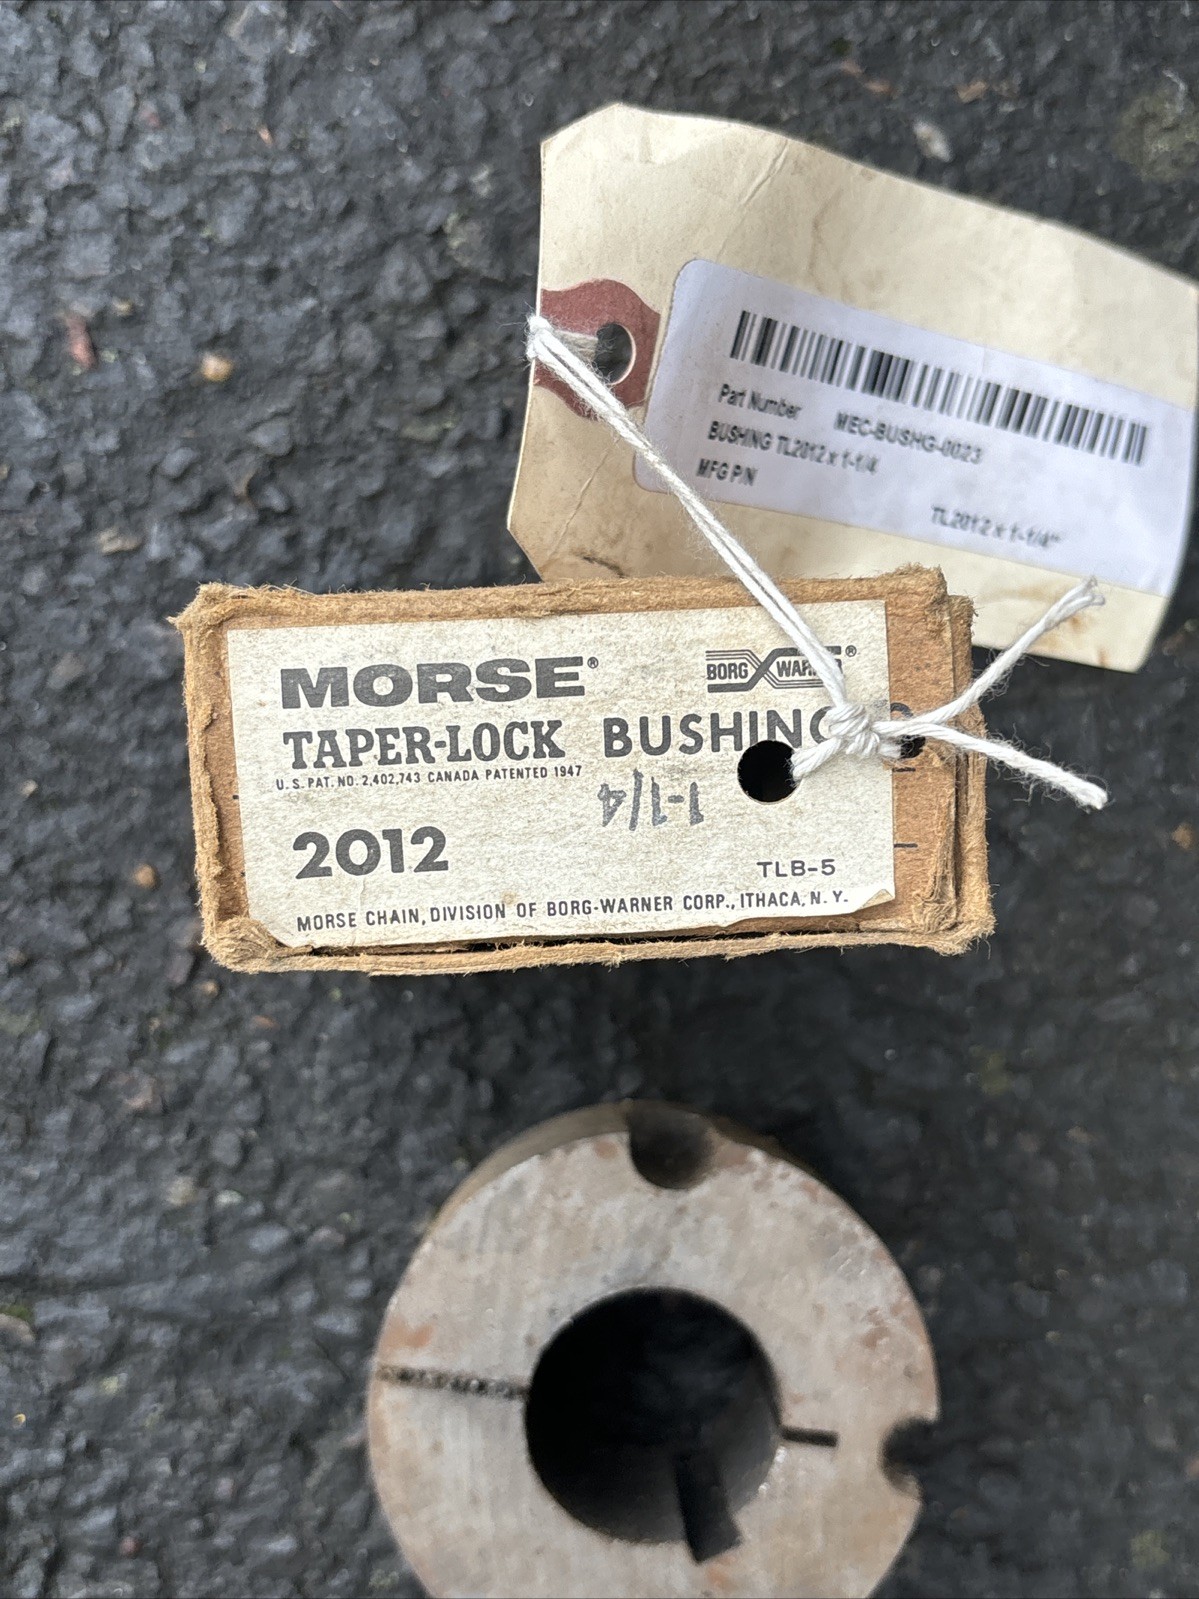 Part Number MEC-BUSHG-0023
BUSHING TL2012 x 1-1/4
MFG P/N
TL2012 x 1-1/4"
MORSE®
BORG WARNER®
TAPER-LOCK BUSHING
U.S. PAT. NO. 2,402,743 CANADA PATENTED 1947
1-1/4
2012
TLB-5
MORSE CHAIN, DIVISION OF BORG-WARNER CORP., ITHACA, N.Y.